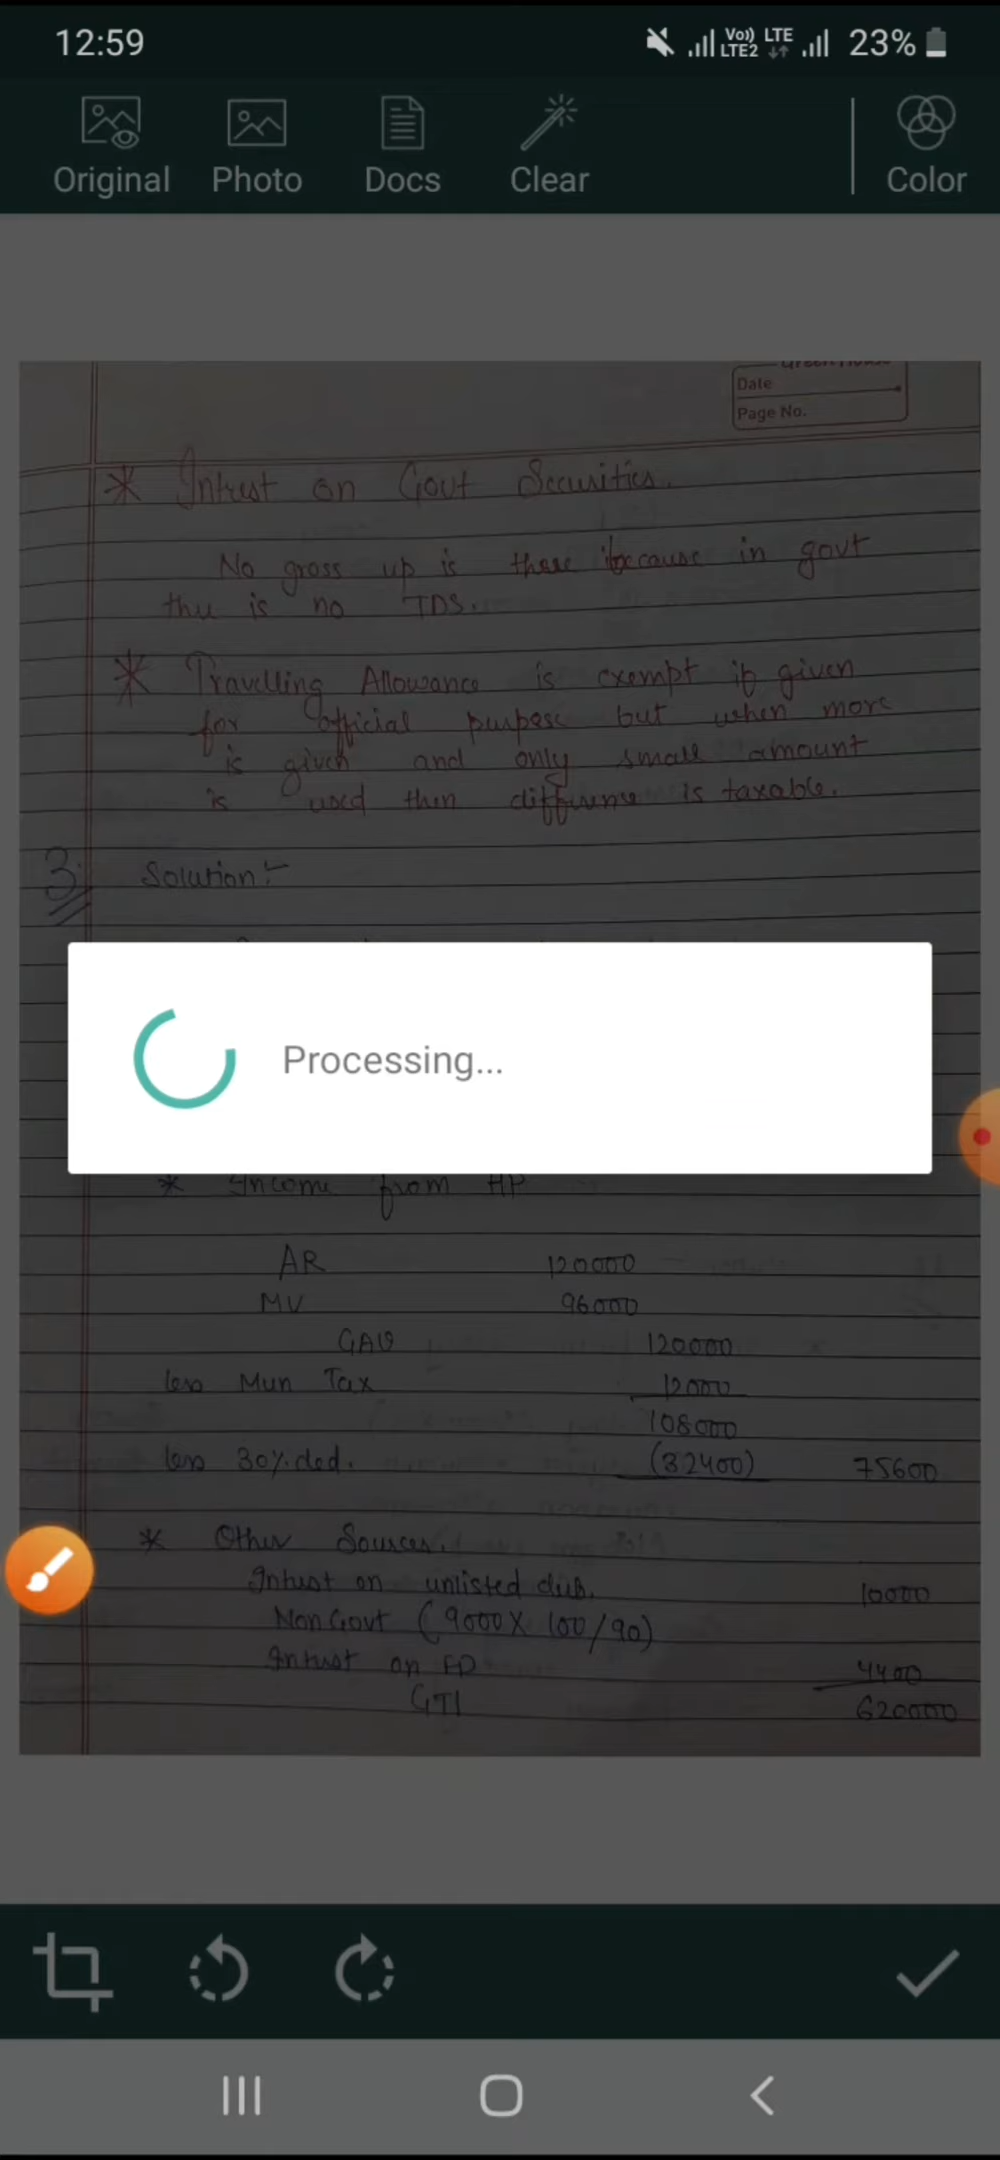 12:59 Vo)) LTE2 LTE 23%
Original Photo Docs Clear Color
Date
Page No.
* Intrest on Govt Securities.
No gross up is there because in govt
thre is no TDS.
* Travelling Allowance is exempt if given
for official purpose but when more
is given and only small amount
is used then difference is taxable.
3. Solution:-
Processing...
* Income from HP
AR 120000
MV 96000
GAV 120000
less Mun Tax 12000
108000
less 30% ded. (32400) 75600
* Other Sources.
Intrest on unlisted deb. 10000
Non Govt (9000 X 100/90)
Intrest on FD 4400
GTI 620000